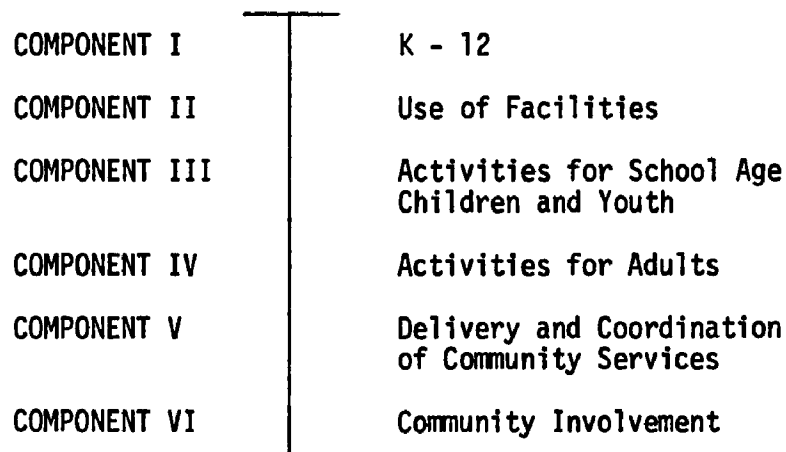 COMPONENT I K - 12
COMPONENT II Use of Facilities
COMPONENT III Activities for School Age
Children and Youth
COMPONENT IV Activities for Adults
COMPONENT V Delivery and Coordination
of Community Services
COMPONENT VI Community Involvement